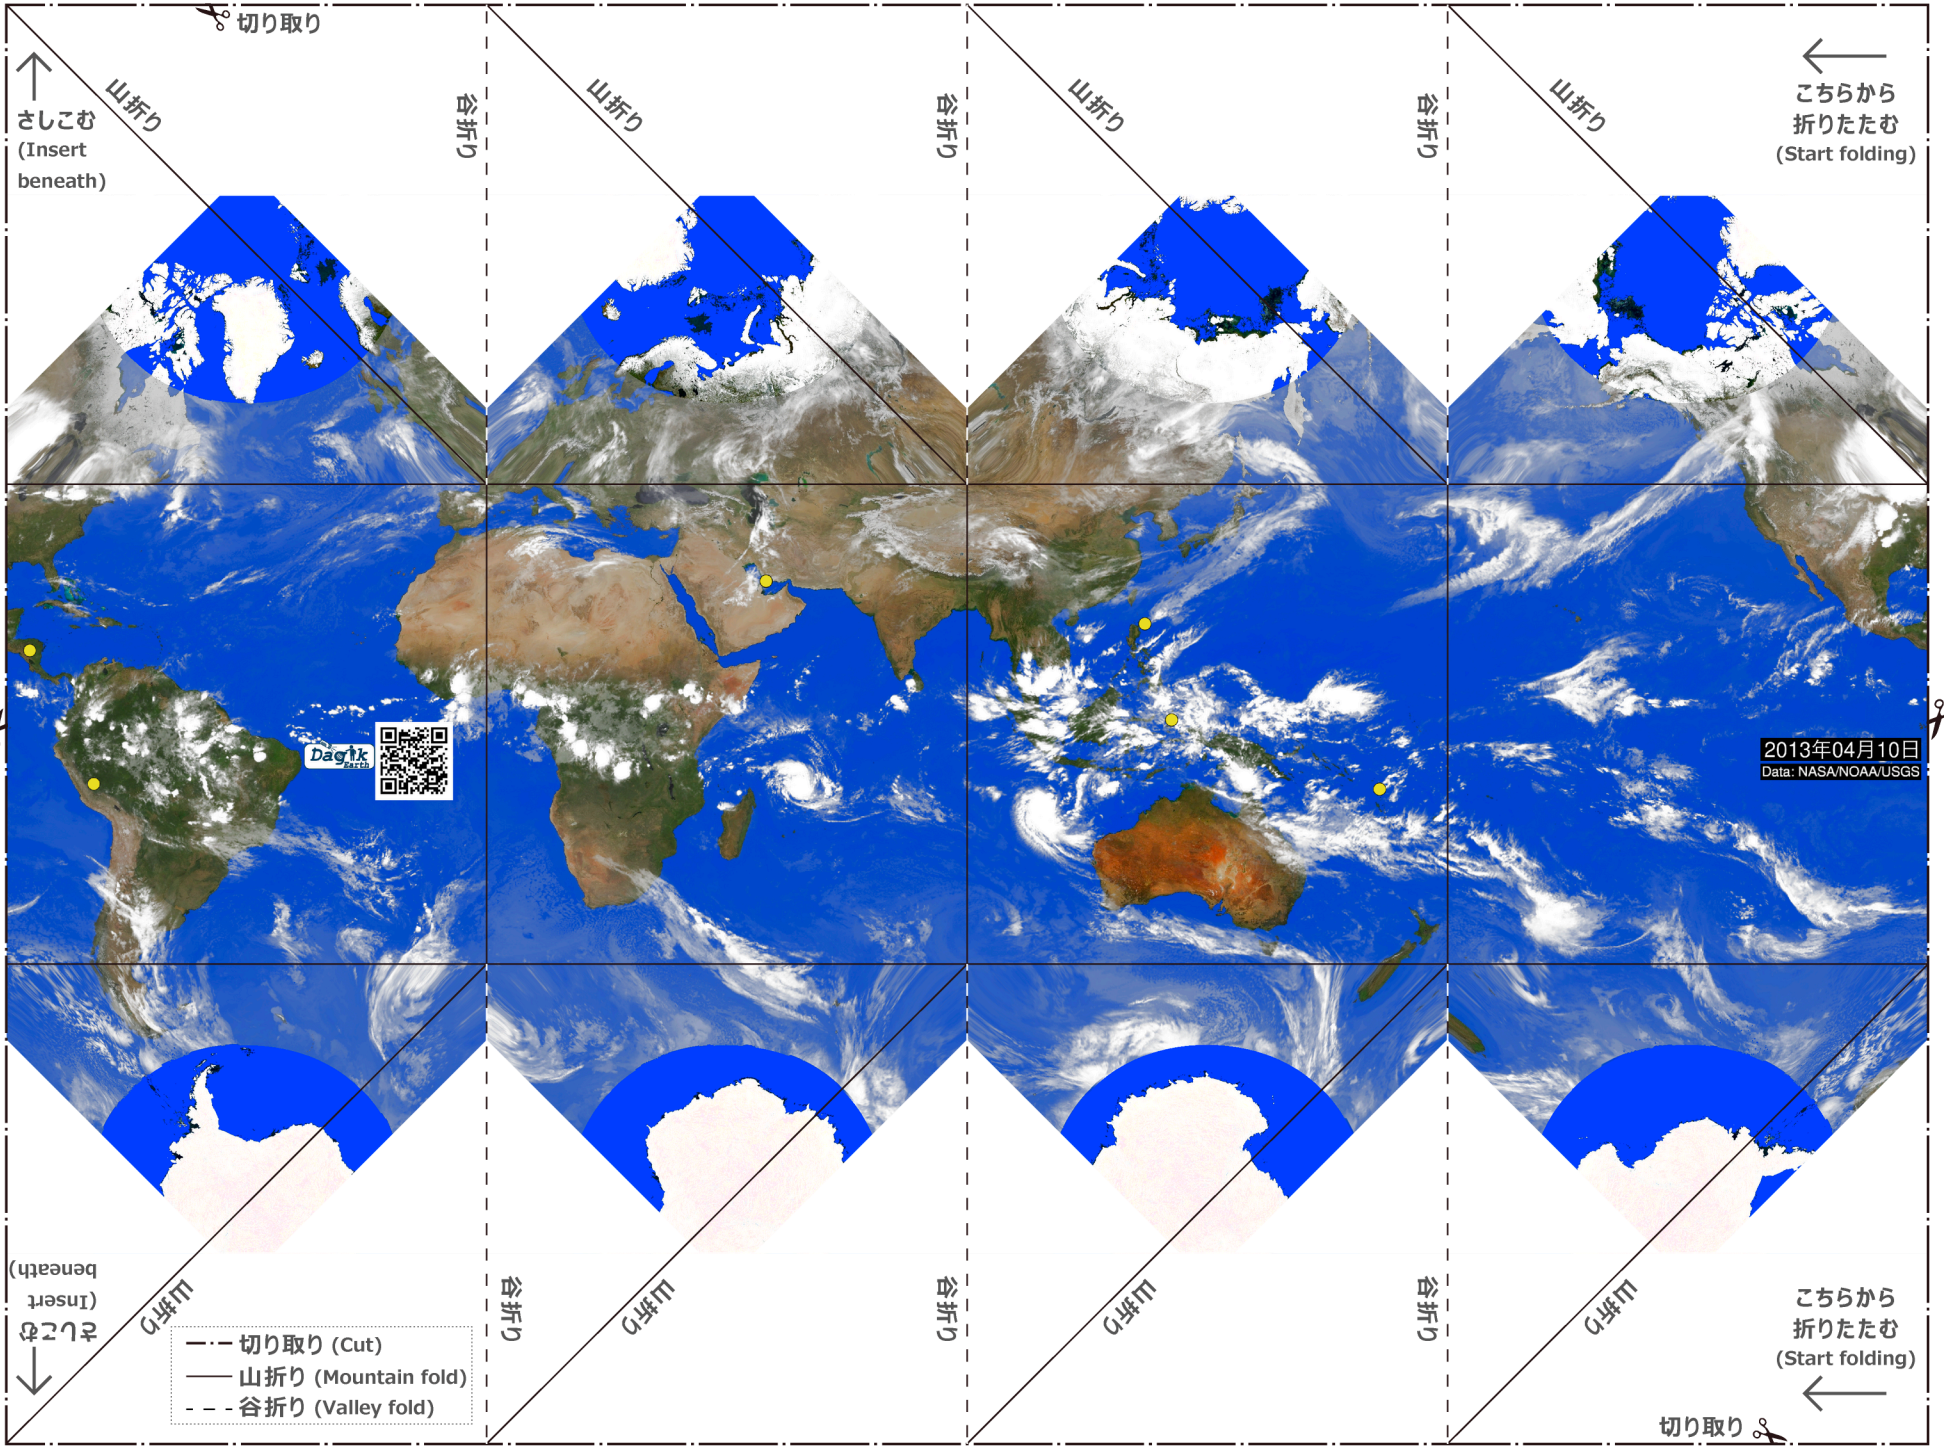 切り取り
山折り
谷折り
山折り
谷折り
山折り
谷折り
山折り
さしこむ
(Insert
beneath)
こちらから
折りたたむ
(Start folding)
Dagik
Earth
2013年04月10日
Data: NASA/NOAA/USGS
さしこむ
(Insert
beneath)
山折り
谷折り
山折り
谷折り
山折り
谷折り
山折り
切り取り (Cut)
山折り (Mountain fold)
谷折り (Valley fold)
こちらから
折りたたむ
(Start folding)
切り取り